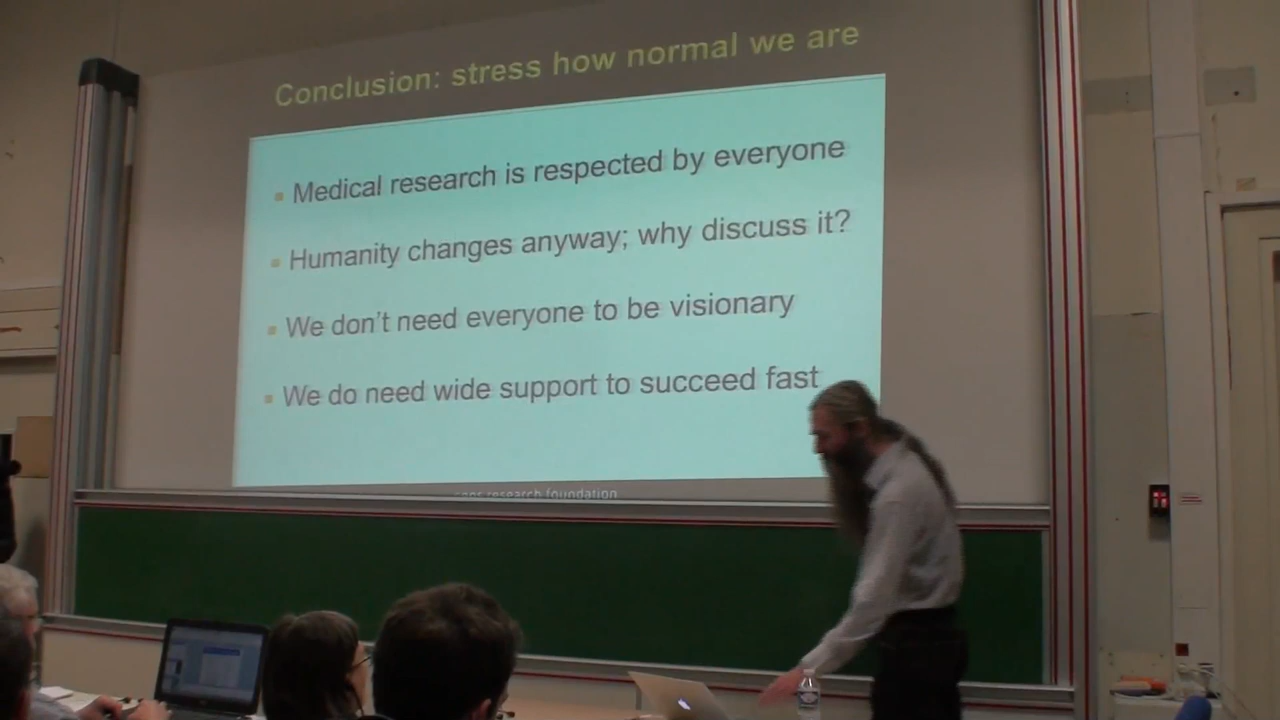 Conclusion: stress how normal we are
Medical research is respected by everyone
Humanity changes anyway; why discuss it?
We don't need everyone to be visionary
We do need wide support to succeed fast
research foundation